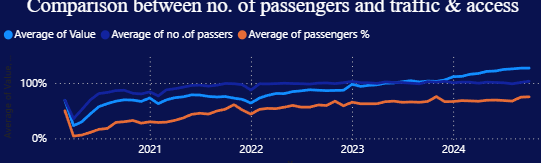 Comparison between no. of passengers and traffic & access
Average of Value Average of no .of passers Average of passengers %
100%
0%
2021 2022 2023 2024